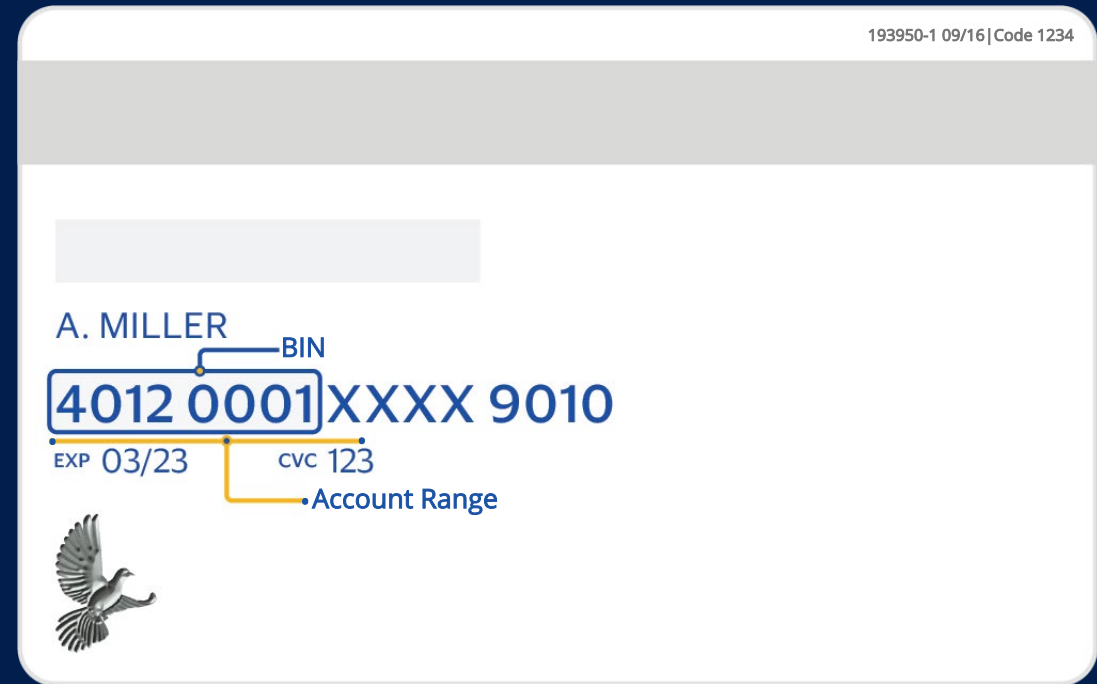 193950-1 09/16|Code 1234
A. MILLER
BIN
4012 0001 XXXX 9010
EXP 03/23 CVC 123
Account Range